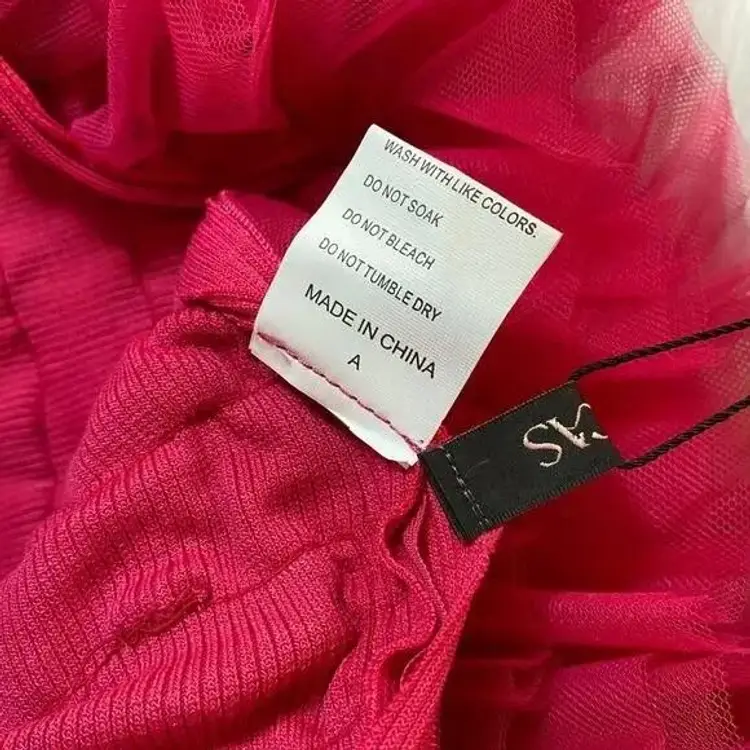 WASH WITH LIKE COLORS.
DO NOT SOAK
DO NOT BLEACH
DO NOT TUMBLE DRY
MADE IN CHINA
A